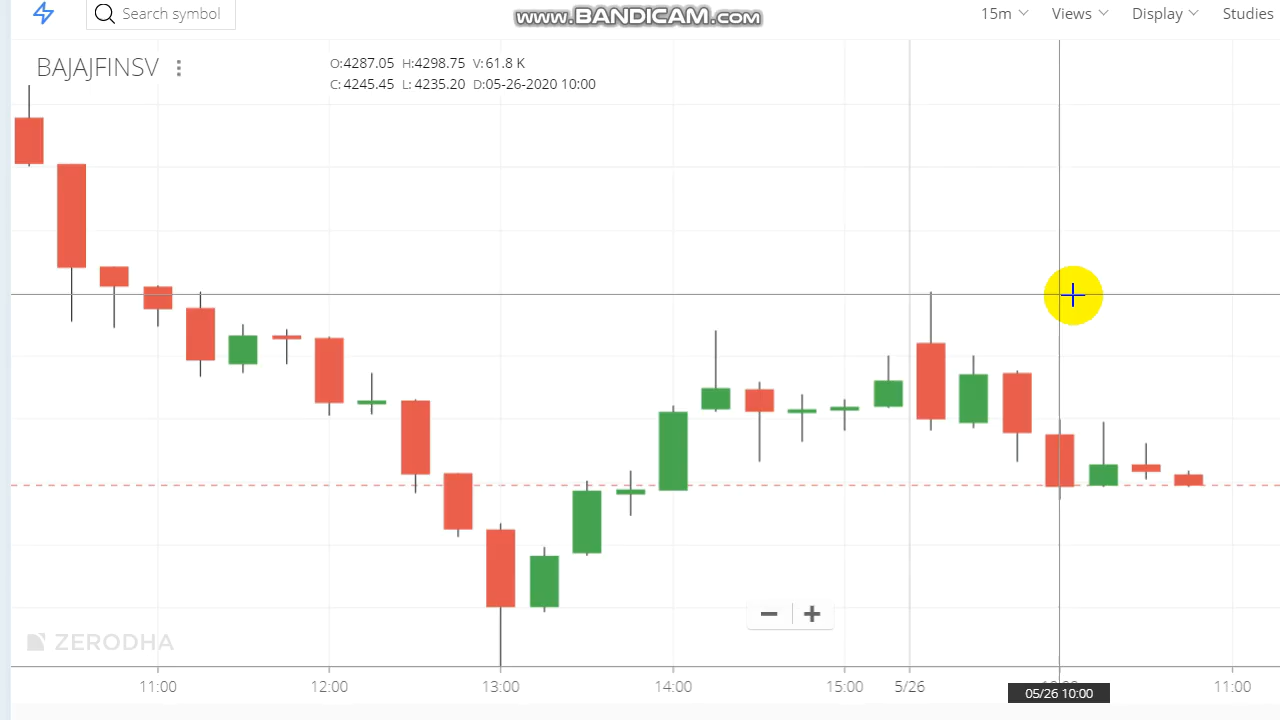 Search symbol
www.BANDICAM.com
15m Views Display Studies
BAJAJFINSV
O:4287.05 H:4298.75 V:61.8 K
C:4245.45 L:4235.20 D:05-26-2020 10:00
ZERODHA
11:00 12:00 13:00 14:00 15:00 5/26 11:00
05/26 10:00